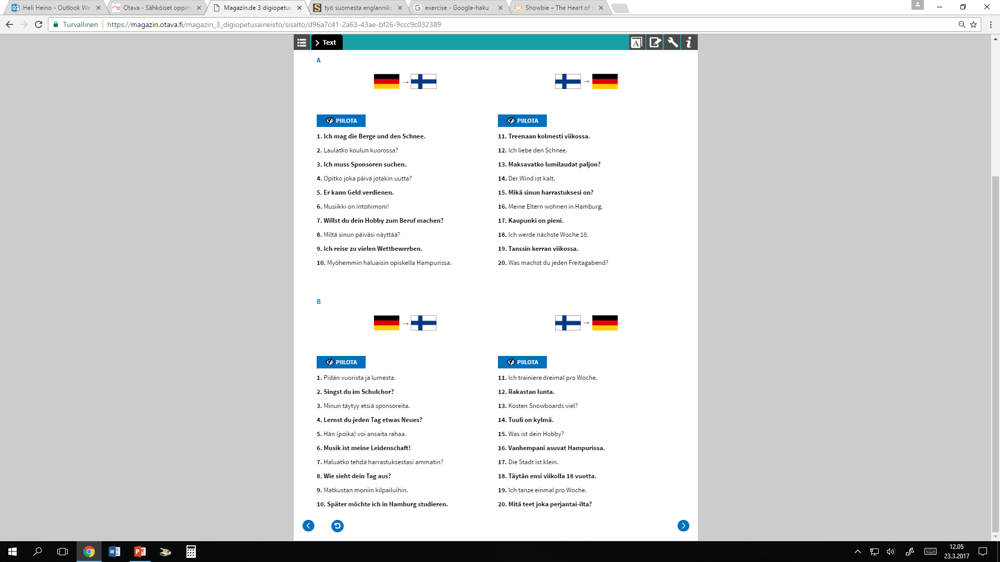 Heli Heino - Outlook We
Otava - Sähköiset oppim
Magazin.de 3 digiopetus
työ suomesta englanniks
exercise - Google-haku
Showbie – The Heart of Y
Turvallinen
https://magazin.otava.fi/magazin_3_digiopetusaineisto/sisalto/d96a7c41-2a63-43ae-bf26-9ccc9c032389
Text
A
PIILOTA
1. Ich mag die Berge und den Schnee.
2. Laulatko koulun kuorossa?
3. Ich muss Sponsoren suchen.
4. Opitko joka päivä jotakin uutta?
5. Er kann Geld verdienen.
6. Musiikki on intohimoni!
7. Willst du dein Hobby zum Beruf machen?
8. Miltä sinun päiväsi näyttää?
9. Ich reise zu vielen Wettbewerben.
10. Myöhemmin haluaisin opiskella Hampurissa.
PIILOTA
11. Treenaan kolmesti viikossa.
12. Ich liebe den Schnee.
13. Maksavatko lumilaudat paljon?
14. Der Wind ist kalt.
15. Mikä sinun harrastuksesi on?
16. Meine Eltern wohnen in Hamburg.
17. Kaupunki on pieni.
18. Ich werde nächste Woche 18.
19. Tanssin kerran viikossa.
20. Was machst du jeden Freitagabend?
B
PIILOTA
1. Pidän vuorista ja lumesta.
2. Singst du im Schulchor?
3. Minun täytyy etsiä sponsoreita.
4. Lernst du jeden Tag etwas Neues?
5. Hän (poika) voi ansaita rahaa.
6. Musik ist meine Leidenschaft!
7. Haluatko tehdä harrastuksestasi ammatin?
8. Wie sieht dein Tag aus?
9. Matkustan moniin kilpailuihin.
10. Später möchte ich in Hamburg studieren.
PIILOTA
11. Ich trainiere dreimal pro Woche.
12. Rakastan lunta.
13. Kosten Snowboards viel?
14. Tuuli on kylmä.
15. Was ist dein Hobby?
16. Vanhempani asuvat Hampurissa.
17. Die Stadt ist klein.
18. Täytän ensi viikolla 18 vuotta.
19. Ich tanze einmal pro Woche.
20. Mitä teet joka perjantai-ilta?
12.05
23.3.2017